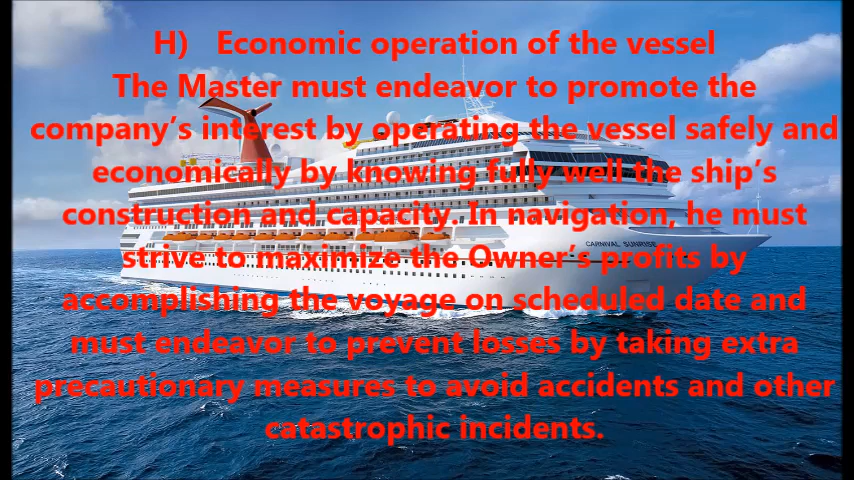 H) Economic operation of the vessel
The Master must endeavor to promote the
company's interest by operating the vessel safely and
economically by knowing fully well the ship's
construction and capacity. In navigation, he must
strive to maximize the Owner's profits by
accomplishing the voyage on scheduled date and
must endeavor to prevent losses by taking extra
precautionary measures to avoid accidents and other
catastrophic incidents.
CARNIVAL SUNRISE